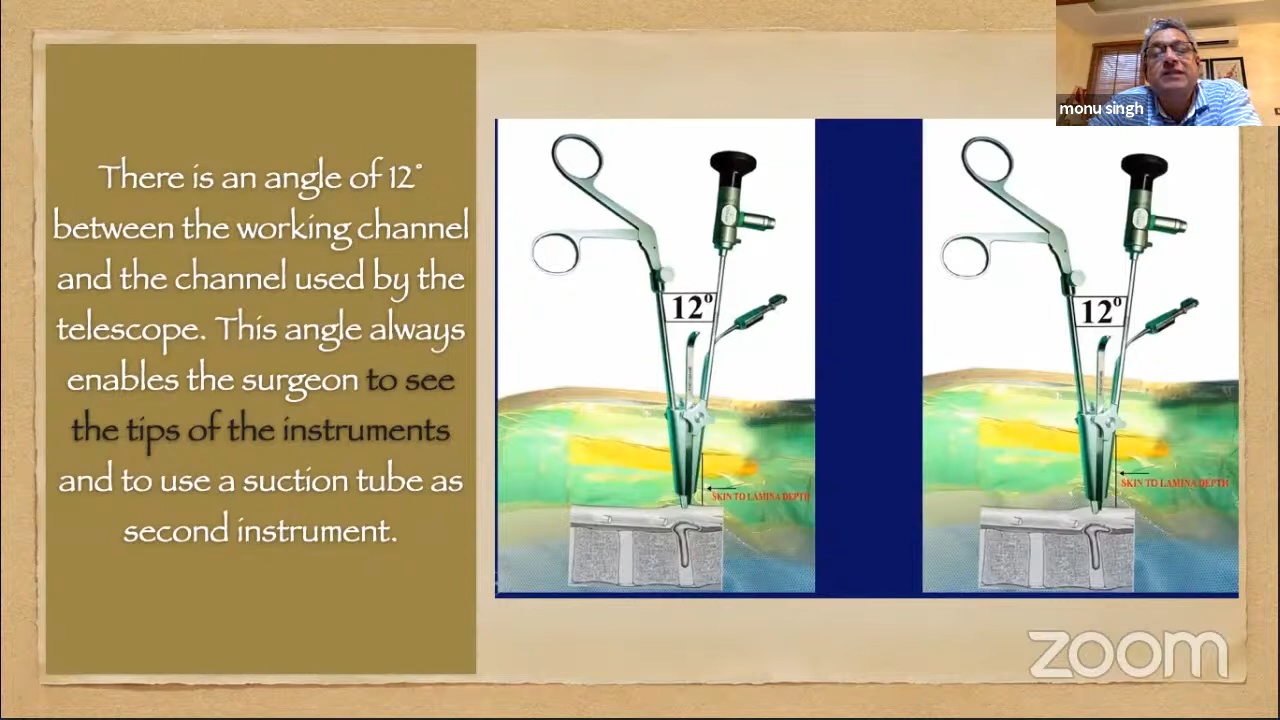 There is an angle of 12°
between the working channel
and the channel used by the
telescope. This angle always
enables the surgeon to see
the tips of the instruments
and to use a suction tube as
second instrument.
12°
SKIN TO LAMINA DEPTH
12°
SKIN TO LAMINA DEPTH
monu singh
zoom